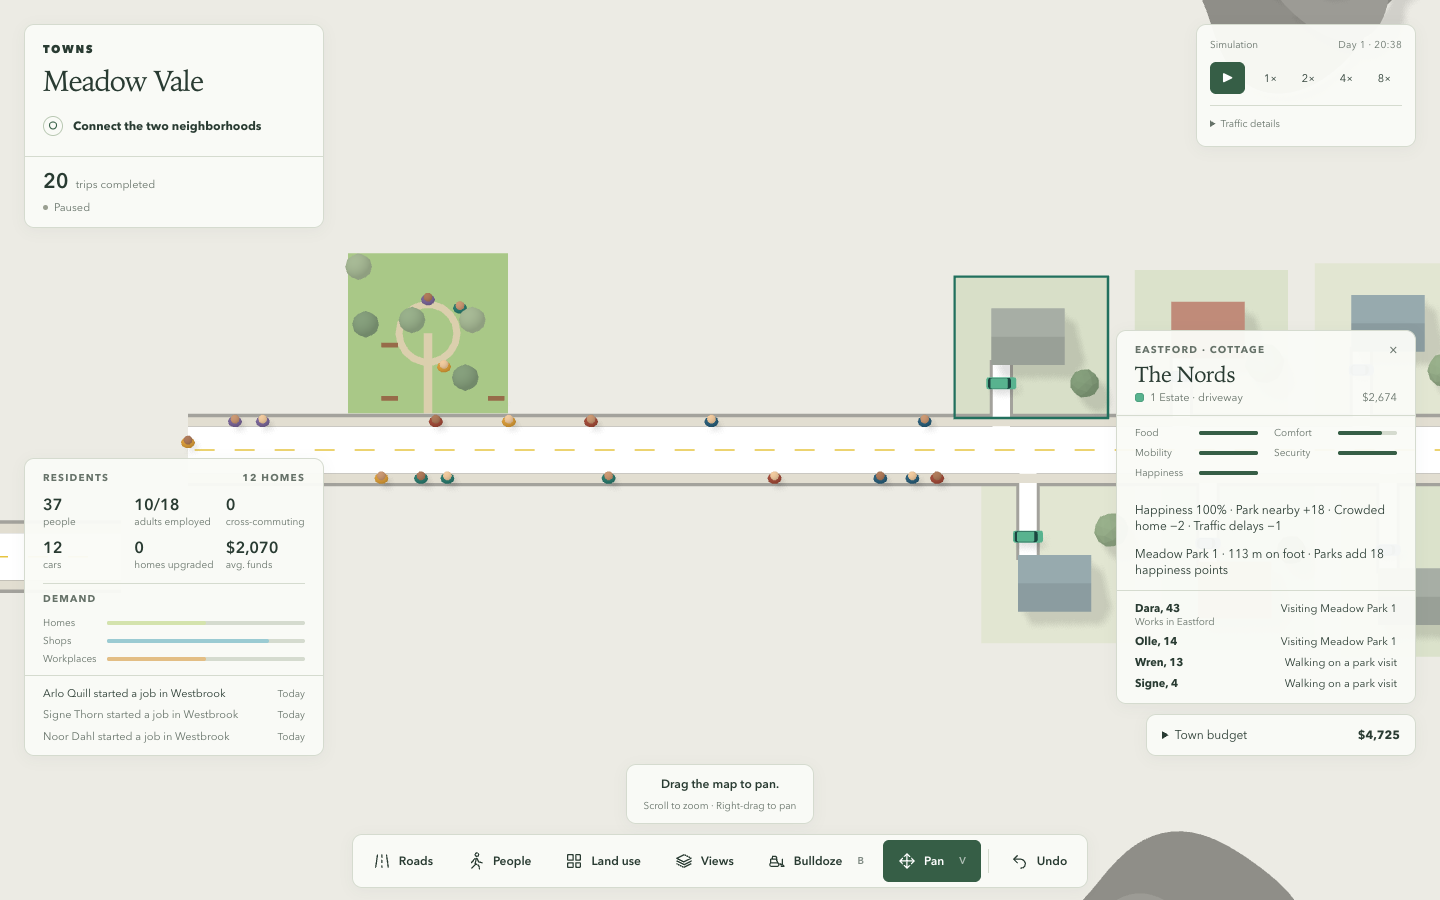 TOWNS
Meadow Vale
Connect the two neighborhoods
20 trips completed
Paused
Simulation
Day 1 · 20:38
1× 2× 4× 8×
Traffic details
RESIDENTS
12 HOMES
37
people
10/18
adults employed
0
cross-commuting
12
cars
0
homes upgraded
$2,070
avg. funds
DEMAND
Homes
Shops
Workplaces
Arlo Quill started a job in Westbrook Today
Signe Thorn started a job in Westbrook Today
Noor Dahl started a job in Westbrook Today
EASTFORD · COTTAGE ×
The Nords
1 Estate · driveway $2,674
Food
Comfort
Mobility
Security
Happiness
Happiness 100% · Park nearby +18 · Crowded
home −2 · Traffic delays −1
Meadow Park 1 · 113 m on foot · Parks add 18
happiness points
Dara, 43 Visiting Meadow Park 1
Works in Eastford
Olle, 14 Visiting Meadow Park 1
Wren, 13 Walking on a park visit
Signe, 4 Walking on a park visit
Town budget $4,725
Drag the map to pan.
Scroll to zoom · Right-drag to pan
Roads People Land use Views Bulldoze B Pan V Undo